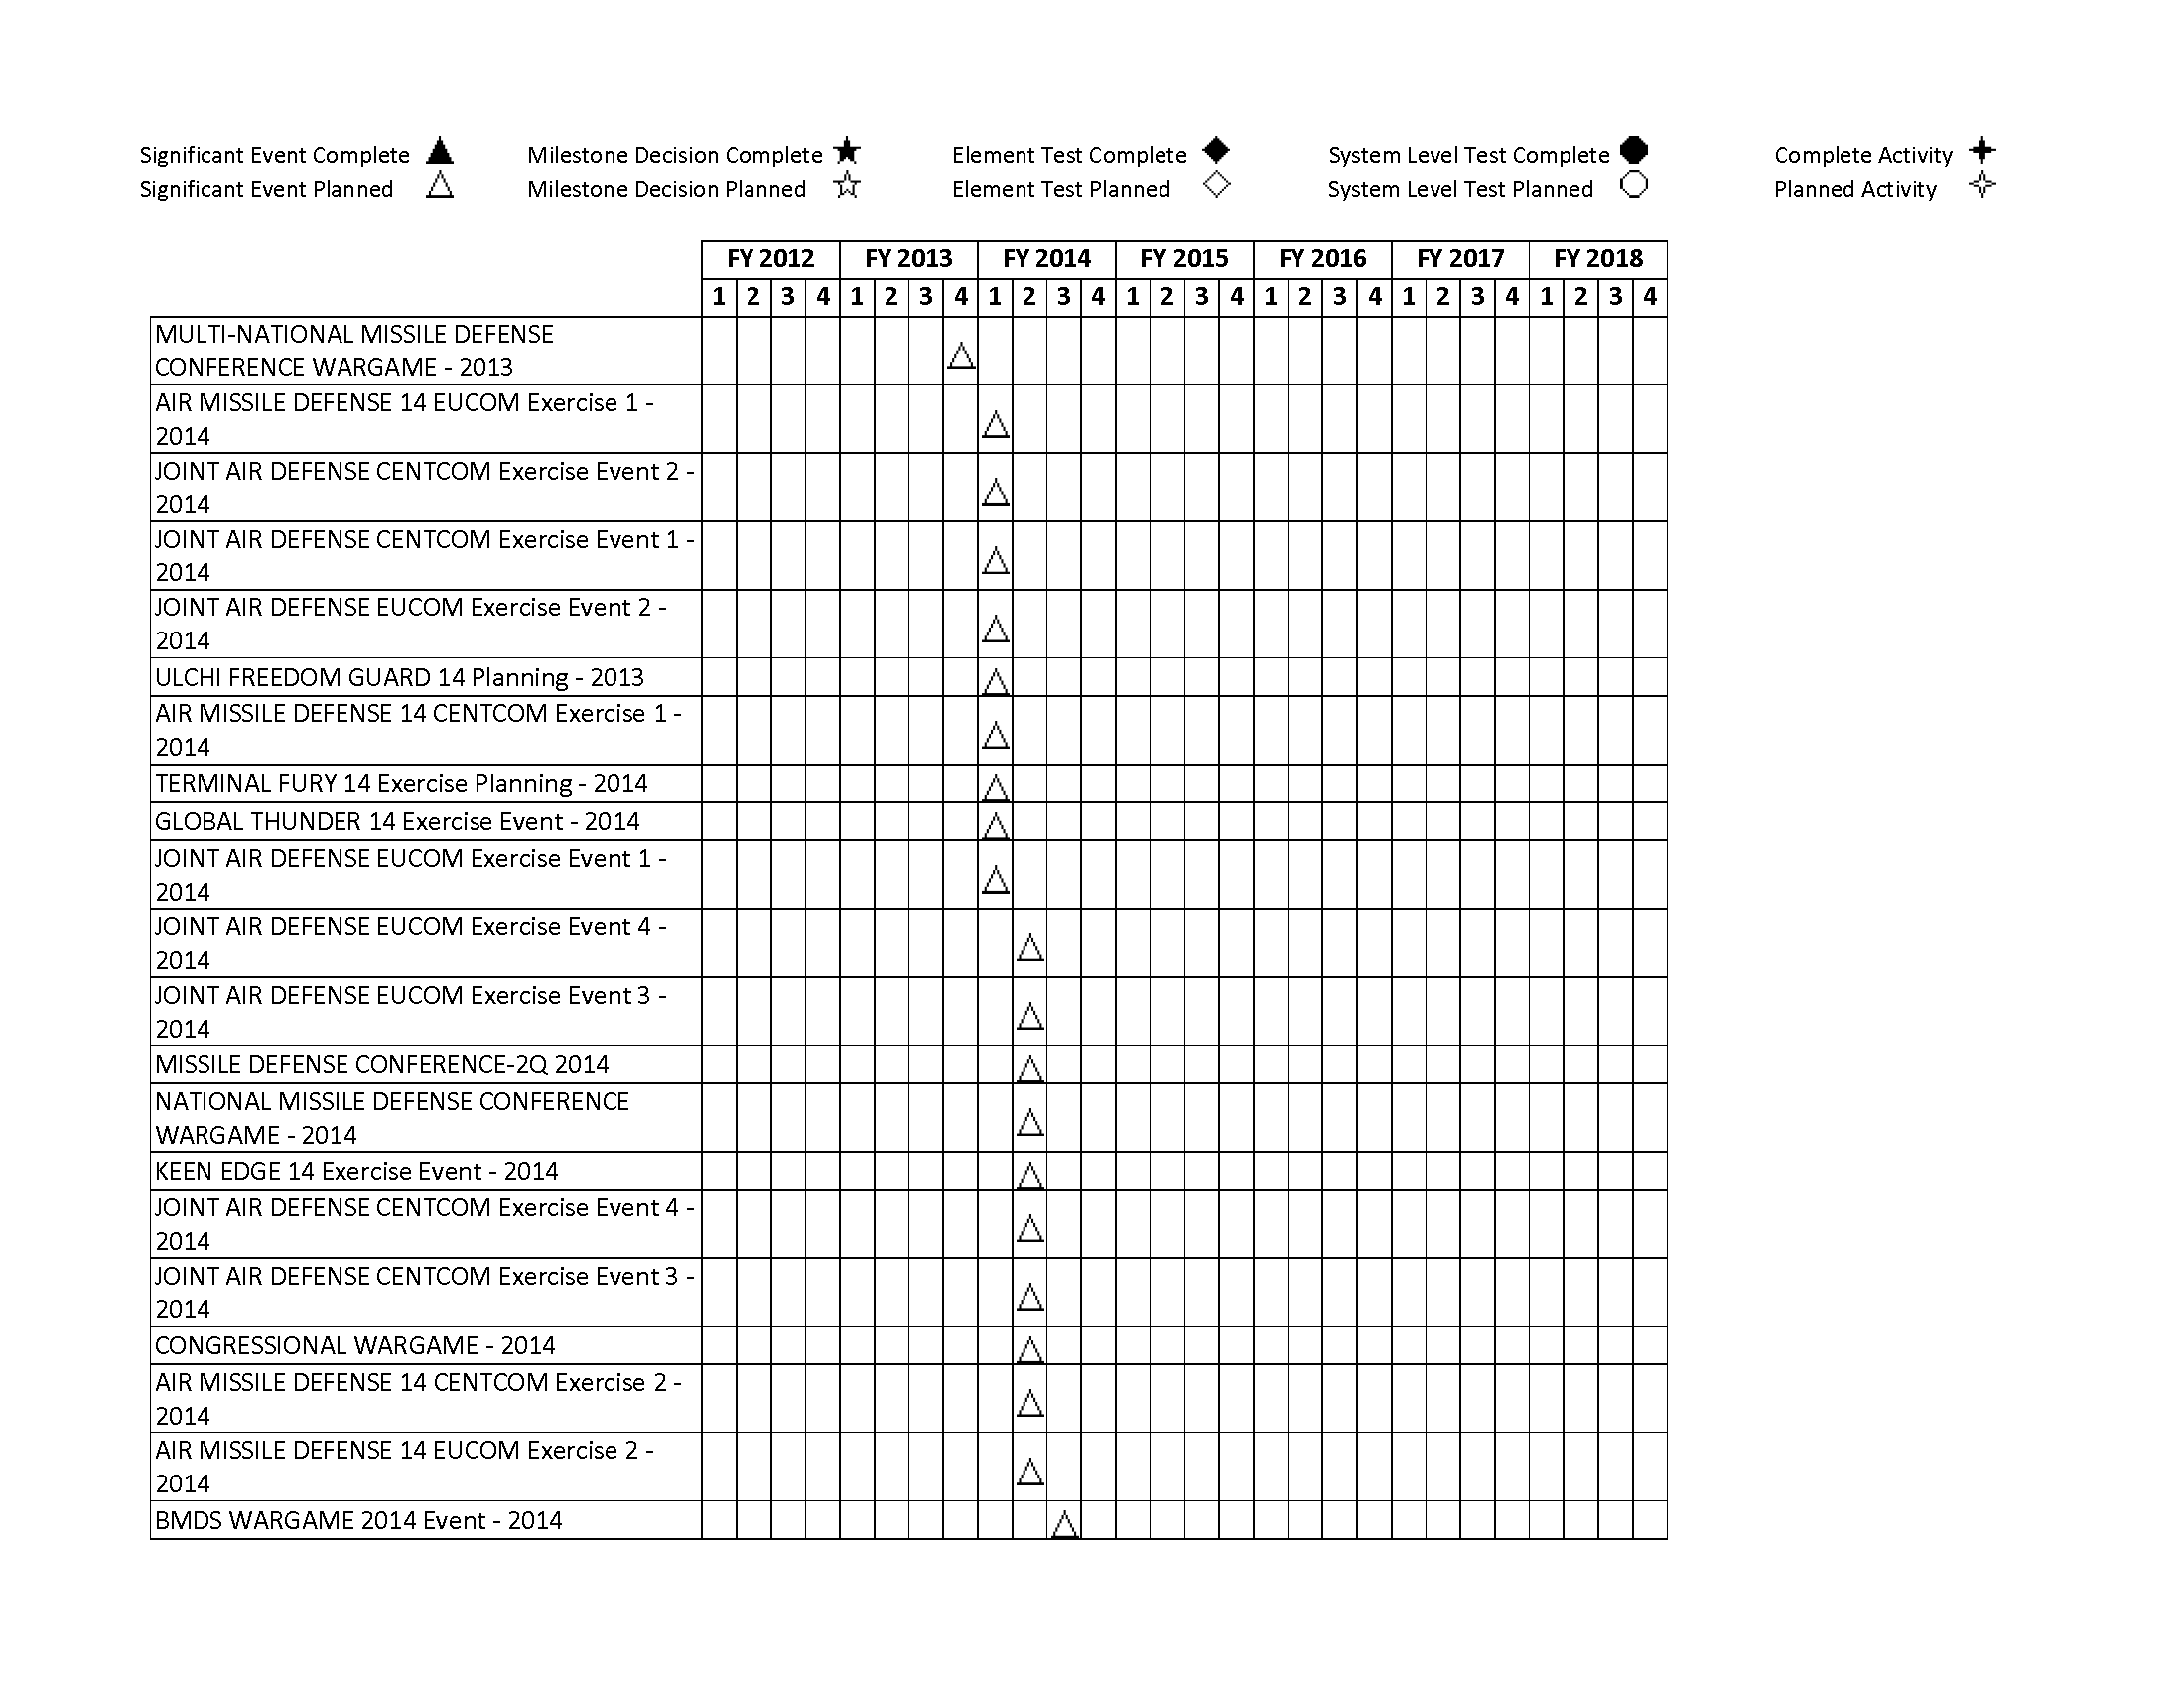 Significant Event Complete Milestone Decision Complete Element Test Complete System Level Test Complete Complete Activity
Significant Event Planned Milestone Decision Planned Element Test Planned System Level Test Planned Planned Activity
FY 2012 FY 2013 FY 2014 FY 2015 FY 2016 FY 2017 FY 2018
1 2 3 4 1 2 3 4 1 2 3 4 1 2 3 4 1 2 3 4 1 2 3 4 1 2 3 4
MULTI-NATIONAL MISSILE DEFENSE
CONFERENCE WARGAME - 2013
AIR MISSILE DEFENSE 14 EUCOM Exercise 1 -
2014
JOINT AIR DEFENSE CENTCOM Exercise Event 2 -
2014
JOINT AIR DEFENSE CENTCOM Exercise Event 1 -
2014
JOINT AIR DEFENSE EUCOM Exercise Event 2 -
2014
ULCHI FREEDOM GUARD 14 Planning - 2013
AIR MISSILE DEFENSE 14 CENTCOM Exercise 1 -
2014
TERMINAL FURY 14 Exercise Planning - 2014
GLOBAL THUNDER 14 Exercise Event - 2014
JOINT AIR DEFENSE EUCOM Exercise Event 1 -
2014
JOINT AIR DEFENSE EUCOM Exercise Event 4 -
2014
JOINT AIR DEFENSE EUCOM Exercise Event 3 -
2014
MISSILE DEFENSE CONFERENCE-2Q 2014
NATIONAL MISSILE DEFENSE CONFERENCE
WARGAME - 2014
KEEN EDGE 14 Exercise Event - 2014
JOINT AIR DEFENSE CENTCOM Exercise Event 4 -
2014
JOINT AIR DEFENSE CENTCOM Exercise Event 3 -
2014
CONGRESSIONAL WARGAME - 2014
AIR MISSILE DEFENSE 14 CENTCOM Exercise 2 -
2014
AIR MISSILE DEFENSE 14 EUCOM Exercise 2 -
2014
BMDS WARGAME 2014 Event - 2014